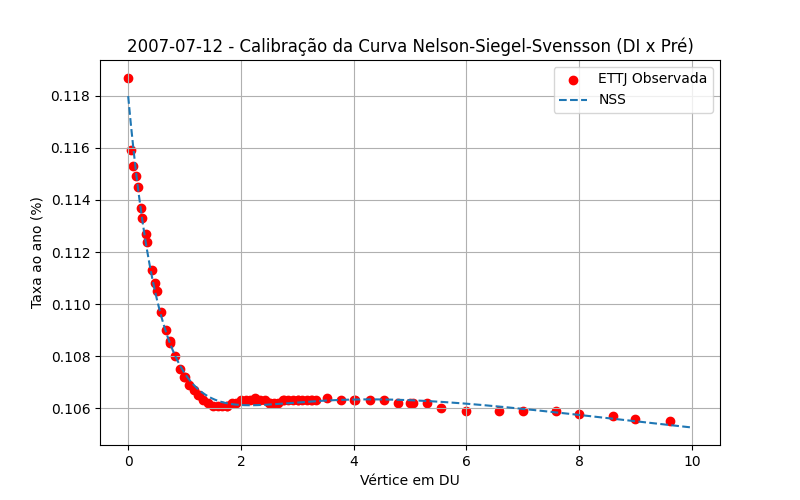 2007-07-12 - Calibração da Curva Nelson-Siegel-Svensson (DI x Pré)
ETTJ Observada
NSS
Taxa ao ano (%)
0.118
0.116
0.114
0.112
0.110
0.108
0.106
0 2 4 6 8 10
Vértice em DU